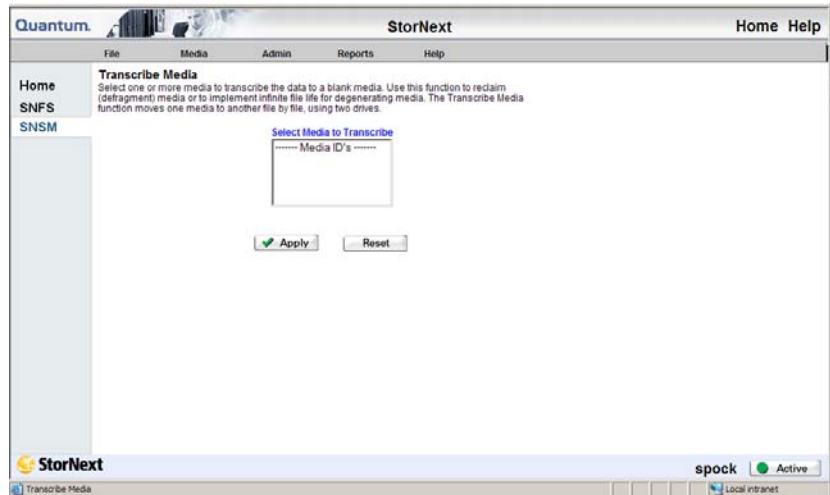 Quantum. StorNext Home Help
File Media Admin Reports Help
Home
SNFS
SNSM
Transcribe Media
Select one or more media to transcribe the data to a blank media. Use this function to reclaim
(defragment) media or to implement infinite file life for degenerating media. The Transcribe Media
function moves one media to another file by file, using two drives.
Select Media to Transcribe
------- Media ID's -------
Apply Reset
StorNext spock Active
Transcribe Media Local intranet